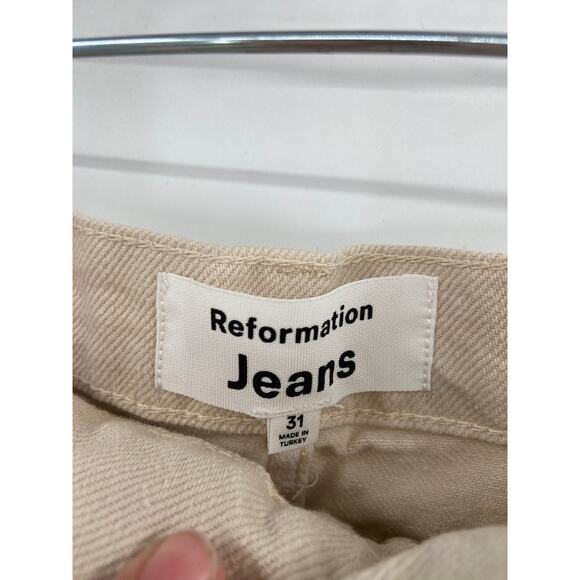 Reformation
Jeans
31
MADE IN
TURKEY